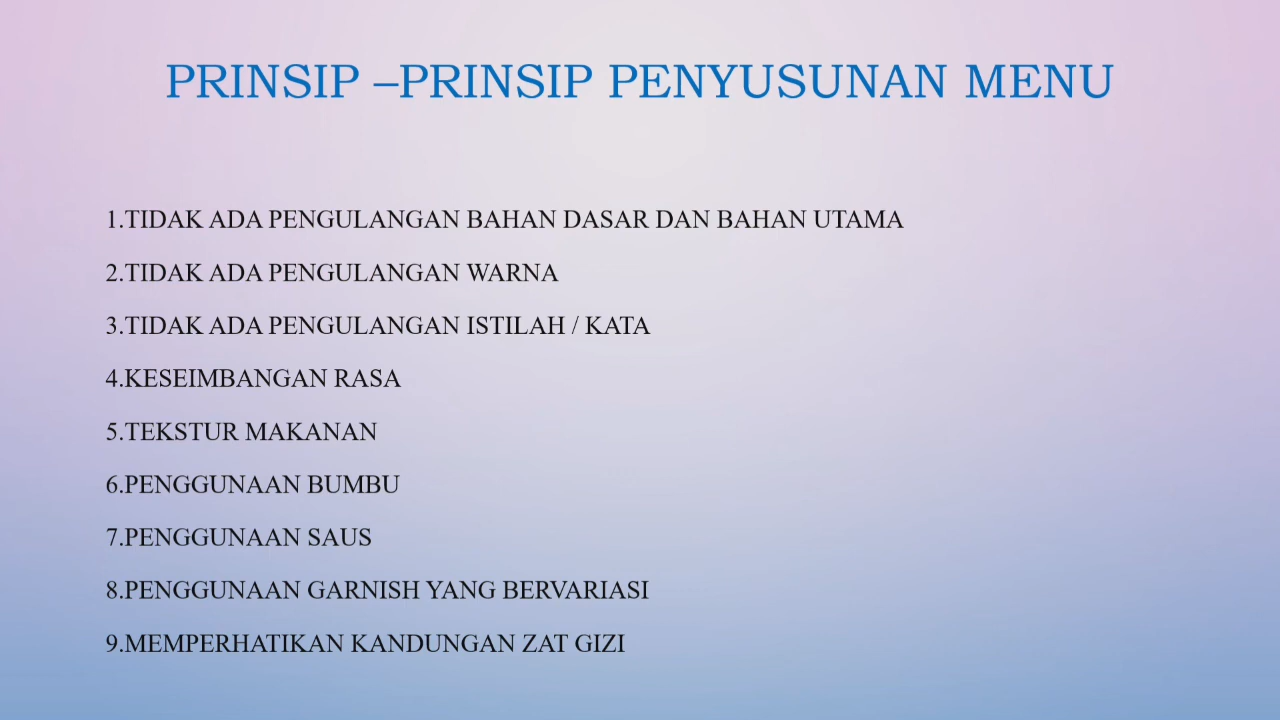 PRINSIP –PRINSIP PENYUSUNAN MENU
1.TIDAK ADA PENGULANGAN BAHAN DASAR DAN BAHAN UTAMA
2.TIDAK ADA PENGULANGAN WARNA
3.TIDAK ADA PENGULANGAN ISTILAH / KATA
4.KESEIMBANGAN RASA
5.TEKSTUR MAKANAN
6.PENGGUNAAN BUMBU
7.PENGGUNAAN SAUS
8.PENGGUNAAN GARNISH YANG BERVARIASI
9.MEMPERHATIKAN KANDUNGAN ZAT GIZI